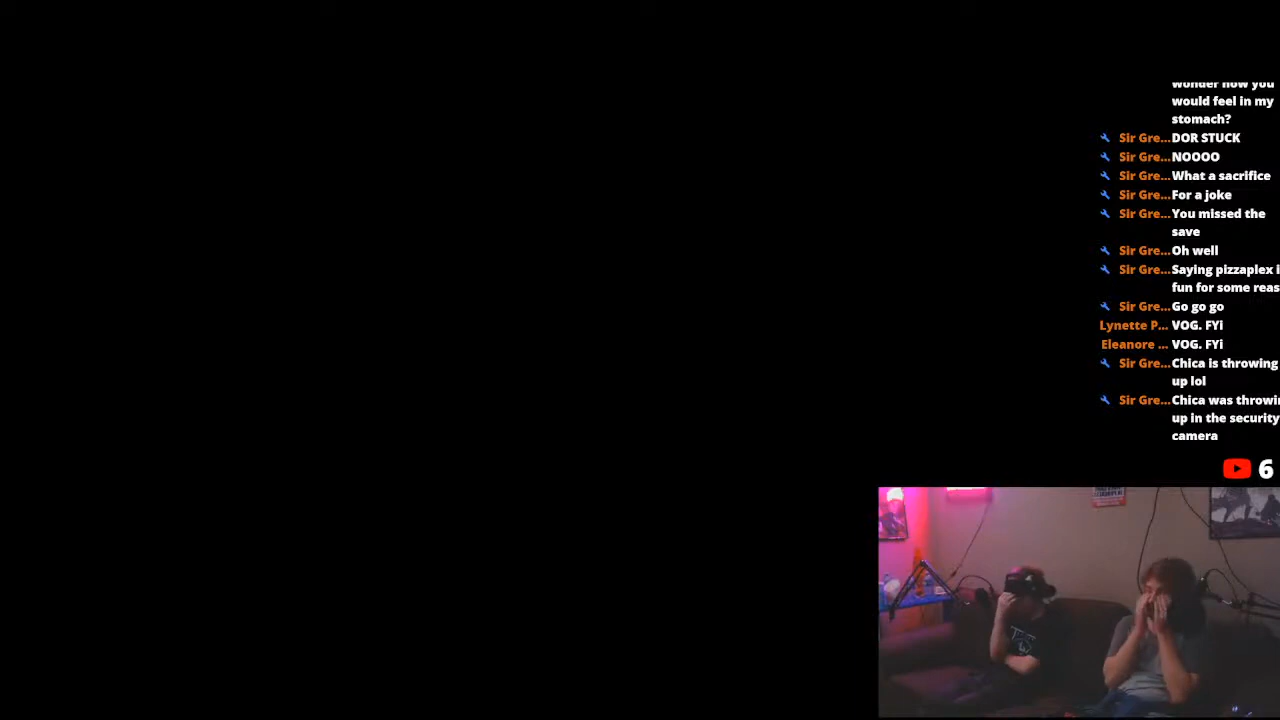 wonder how you
would feel in my
stomach?
Sir Gre... DOR STUCK
Sir Gre... NOOOO
Sir Gre... What a sacrifice
Sir Gre... For a joke
Sir Gre... You missed the
save
Sir Gre... Oh well
Sir Gre... Saying pizzaplex i
fun for some reas
Sir Gre... Go go go
Lynette P... VOG. FYi
Eleanore ... VOG. FYi
Sir Gre... Chica is throwing
up lol
Sir Gre... Chica was throwi
up in the security
camera
6